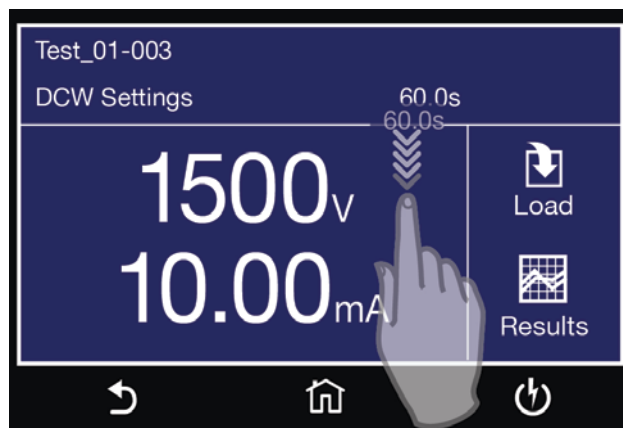 Test_01-003
DCW Settings 60.0s
60.0s
1500V
Load
10.00mA
Results